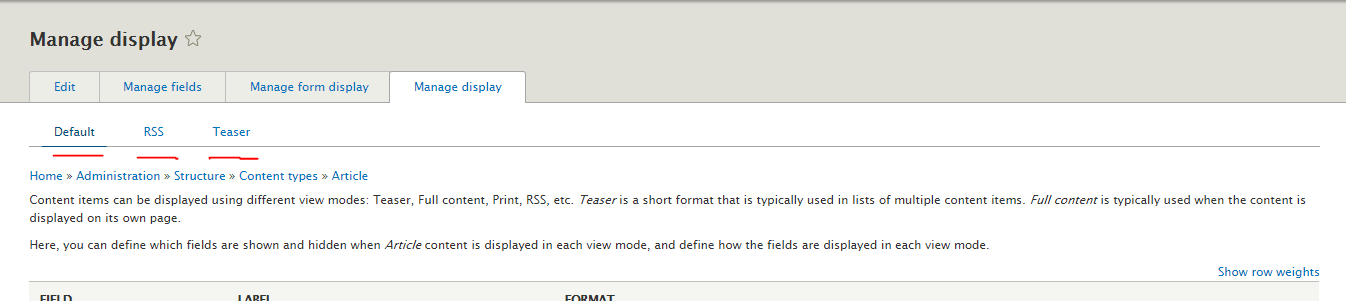 Manage display
Edit Manage fields Manage form display Manage display
Default RSS Teaser
Home » Administration » Structure » Content types » Article
Content items can be displayed using different view modes: Teaser, Full content, Print, RSS, etc. Teaser is a short format that is typically used in lists of multiple content items. Full content is typically used when the content is
displayed on its own page.
Here, you can define which fields are shown and hidden when Article content is displayed in each view mode, and define how the fields are displayed in each view mode.
Show row weights
FIELD LABEL FORMAT